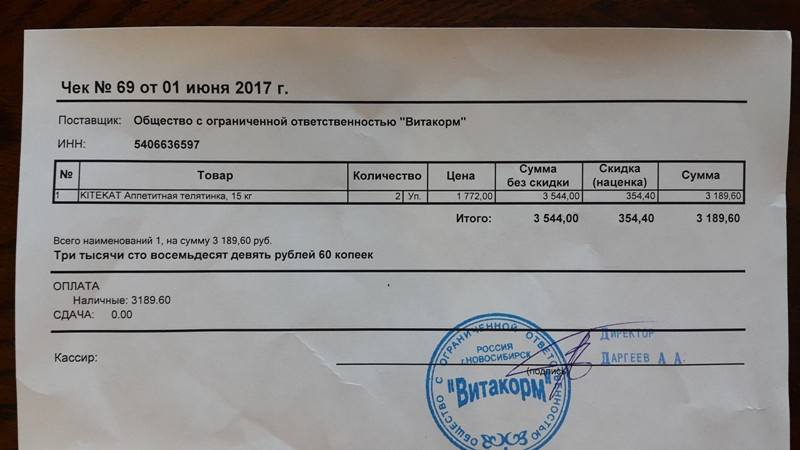 Чек № 69 от 01 июня 2017 г.
Поставщик: Общество с ограниченной ответственностью "Витакорм"
ИНН: 5406636597
№ Товар Количество Цена Сумма без скидки Скидка (наценка) Сумма
1 KITEKAT Аппетитная телятинка, 15 кг 2 Уп. 1 772,00 3 544,00 354,40 3 189,60
Итого: 3 544,00 354,40 3 189,60
Всего наименований 1, на сумму 3 189,60 руб.
Три тысячи сто восемьдесят девять рублей 60 копеек
ОПЛАТА
Наличные: 3189.60
СДАЧА: 0.00
Кассир:
(подпись)
ДИРЕКТОР
ДАРГЕЕВ А А.
ОБЩЕСТВО С ОГРАНИЧЕННОЙ ОТВЕТСТВЕННОСТЬЮ
РОССИЯ
г.НОВОСИБИРСК
"Витакорм"